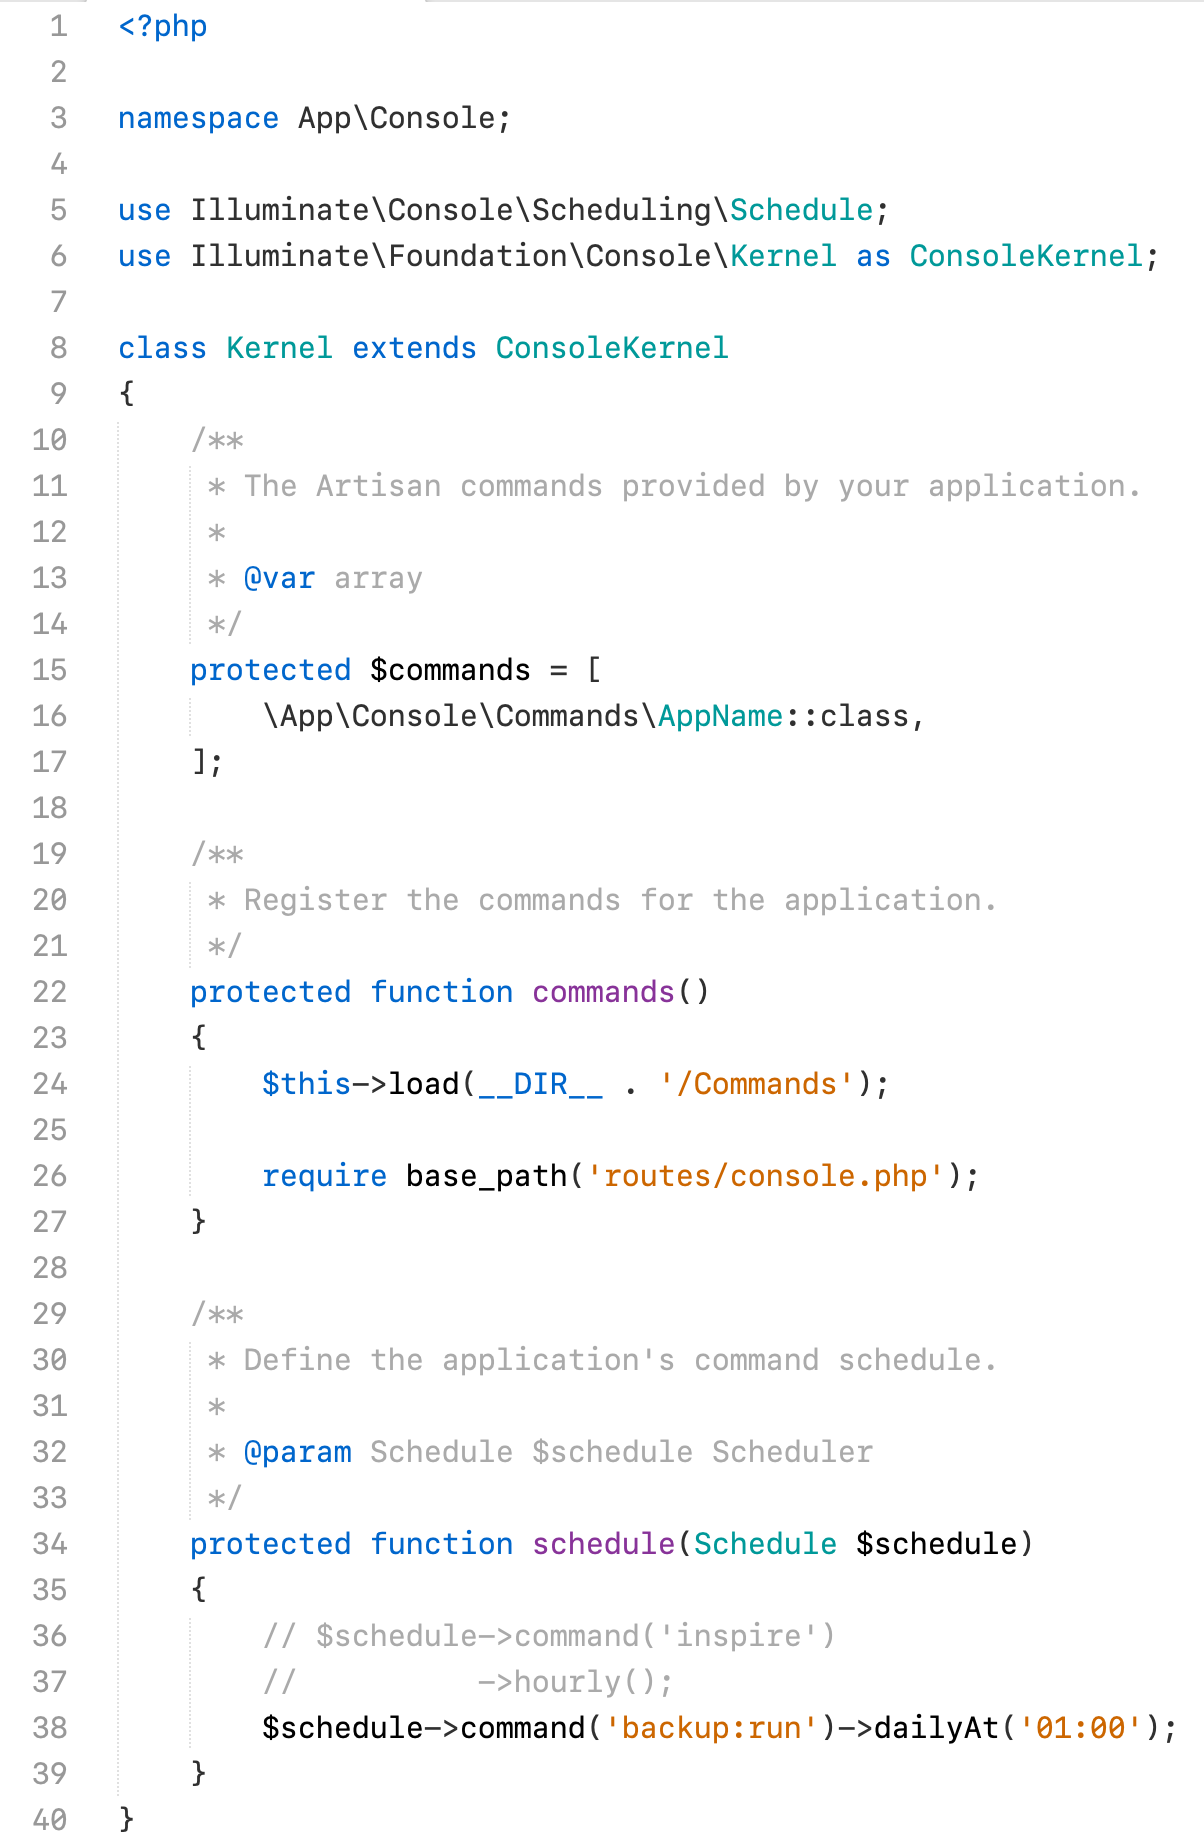 1 <?php
2
3 namespace App\Console;
4
5 use Illuminate\Console\Scheduling\Schedule;
6 use Illuminate\Foundation\Console\Kernel as ConsoleKernel;
7
8 class Kernel extends ConsoleKernel
9 {
10     /**
11      * The Artisan commands provided by your application.
12      *
13      * @var array
14      */
15     protected $commands = [
16         \App\Console\Commands\AppName::class,
17     ];
18
19     /**
20      * Register the commands for the application.
21      */
22     protected function commands()
23     {
24         $this->load(__DIR__ . '/Commands');
25
26         require base_path('routes/console.php');
27     }
28
29     /**
30      * Define the application's command schedule.
31      *
32      * @param Schedule $schedule Scheduler
33      */
34     protected function schedule(Schedule $schedule)
35     {
36         // $schedule->command('inspire')
37         //          ->hourly();
38         $schedule->command('backup:run')->dailyAt('01:00');
39     }
40 }